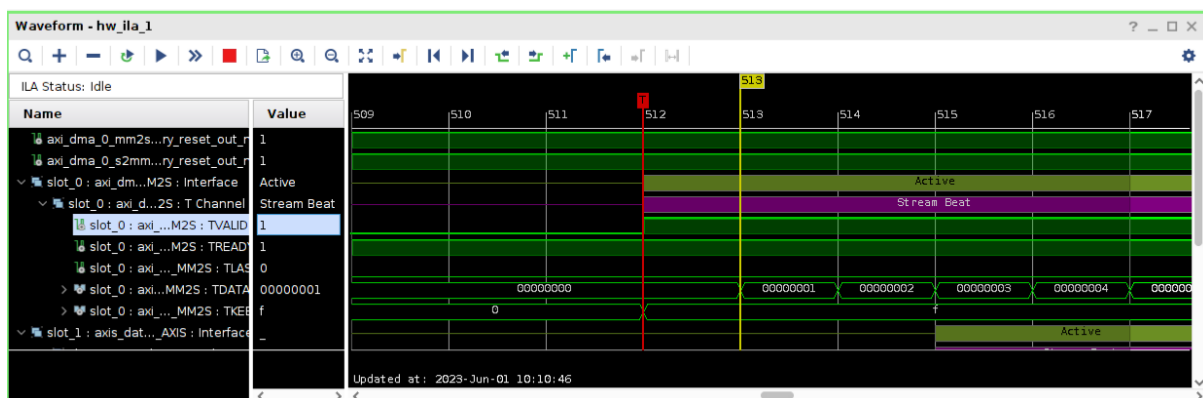 Waveform - hw_ila_1
ILA Status: Idle
Name Value
513
T
509 510 511 512 513 514 515 516 517
axi_dma_0_mm2s...ry_reset_out_r 1
axi_dma_0_s2mm...ry_reset_out_r 1
slot_0 : axi_dm...M2S : Interface Active Active
slot_0 : axi_d...2S : T Channel Stream Beat Stream Beat
slot_0 : axi_...M2S : TVALID 1
slot_0 : axi_...M2S : TREADY 1
slot_0 : axi_..._MM2S : TLAS 0
slot_0 : axi...MM2S : TDATA 00000001 00000000 00000001 00000002 00000003 00000004 000000
slot_0 : axi_..._MM2S : TKEE f 0 f
slot_1 : axis_dat..._AXIS : Interface _ Active
Updated at: 2023-Jun-01 10:10:46